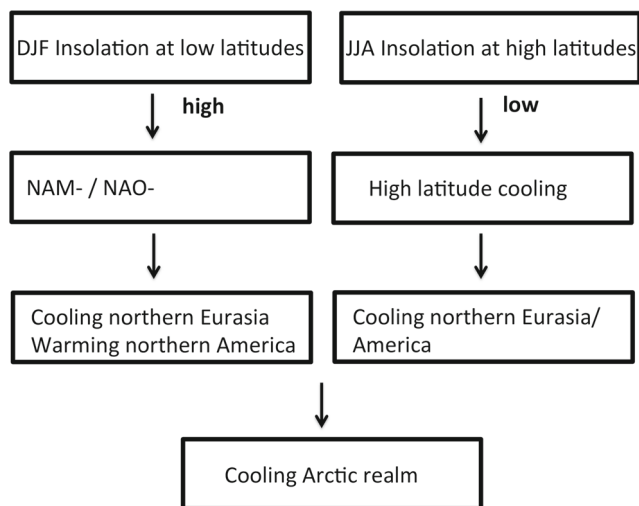 DJF Insolation at low latitudes
JJA Insolation at high latitudes
high
low
NAM- / NAO-
High latitude cooling
Cooling northern Eurasia
Warming northern America
Cooling northern Eurasia/
America
Cooling Arctic realm